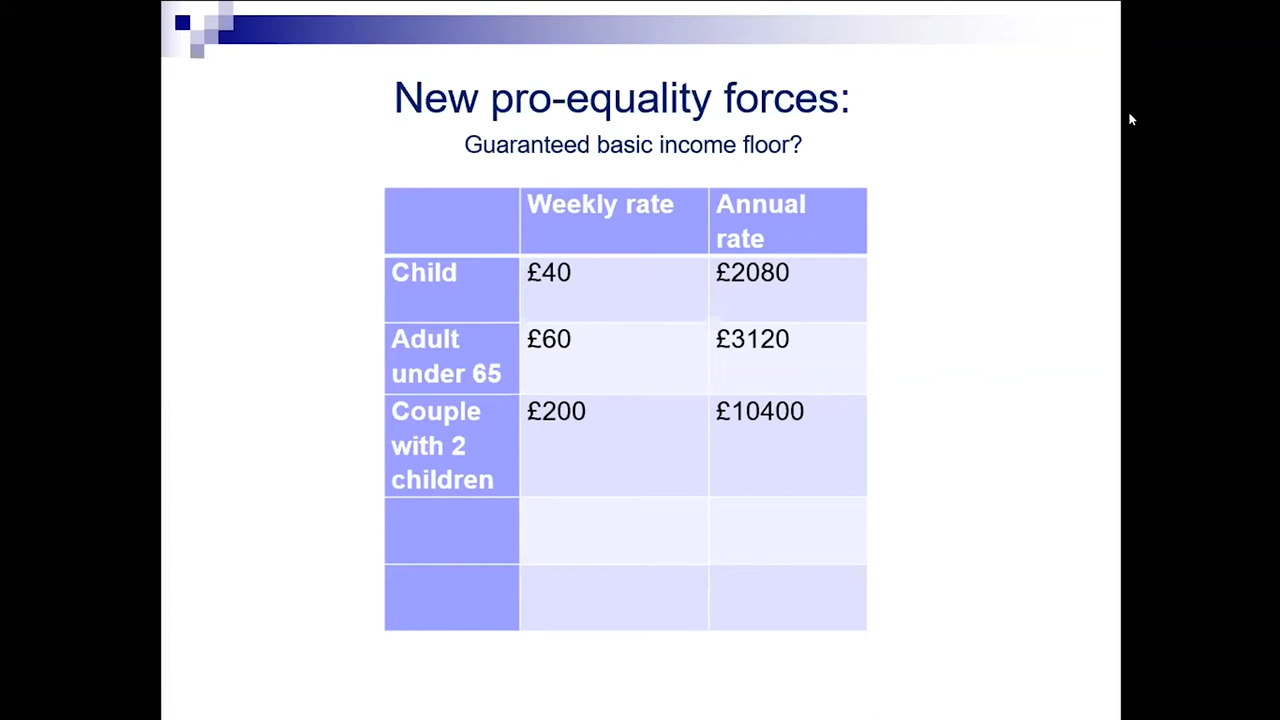 New pro-equality forces:
Guaranteed basic income floor?
Weekly rate
Annual
rate
Child
£40
£2080
Adult
under 65
£60
£3120
Couple
with 2
children
£200
£10400